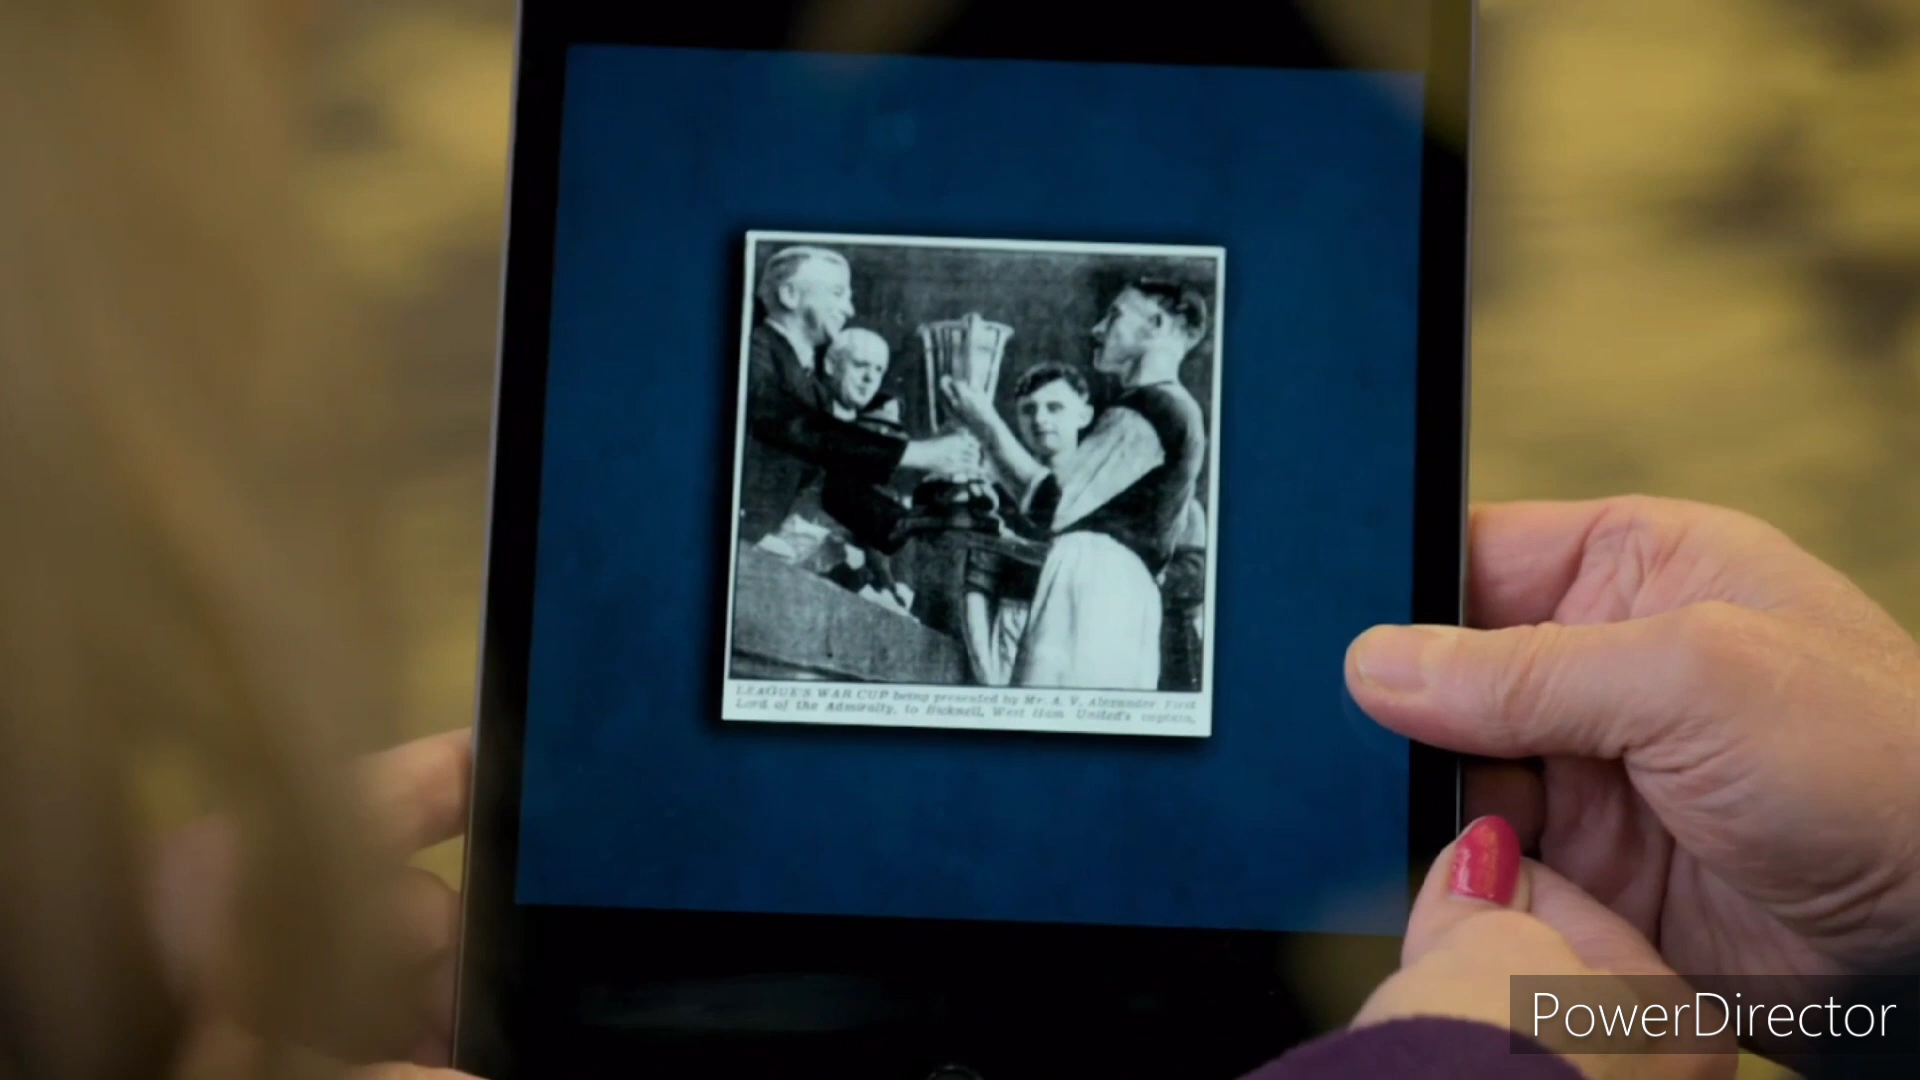 LEAGUE'S WAR CUP being presented by Mr. A. V. Alexander First
Lord of the Admiralty, to Bicknell, West Ham United's captain,
PowerDirector